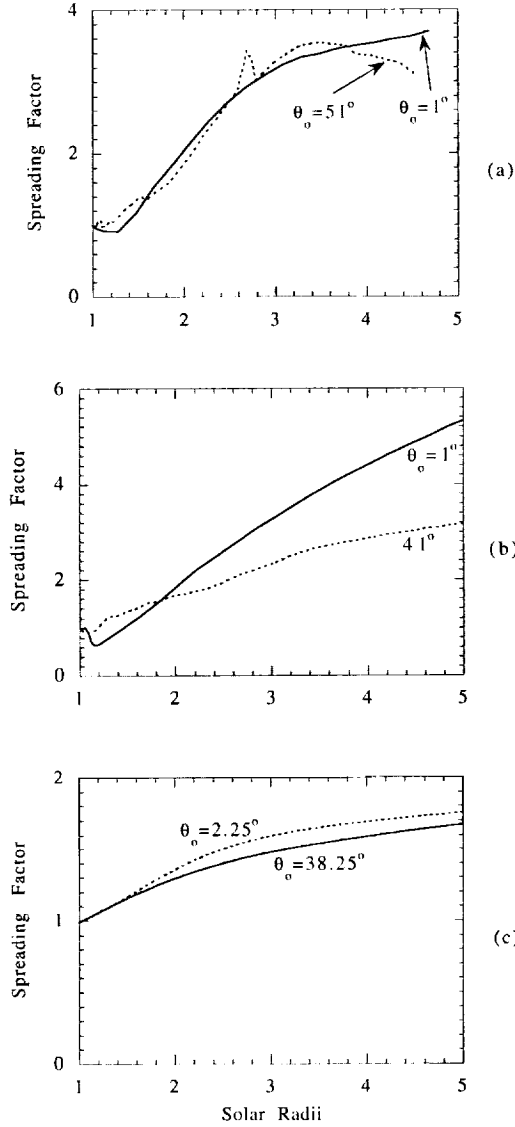 4
2
0
1
2
3
4
5
Spreading Factor
θo=51°
θo=1°
(a)
6
4
2
0
1
2
3
4
5
Spreading Factor
θo=1°
41°
(b)
2
1
0
1
2
3
4
5
Spreading Factor
θo=2.25°
θo=38.25°
(c)
Solar Radii